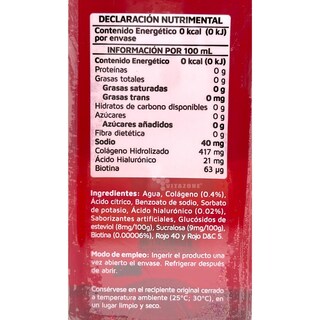 DECLARACIÓN NUTRIMENTAL
Contenido Energético 0 kcal (0 kJ)
por envase
INFORMACIÓN POR 100 mL
Contenido Energético 0 kcal (0 kJ)
Proteínas 0 g
Grasas totales 0 g
Grasas saturadas 0 g
Grasas trans 0 mg
Hidratos de carbono disponibles 0 g
Azúcares 0 g
Azúcares añadidos 0 g
Fibra dietética 0 g
Sodio 40 mg
Colágeno Hidrolizado 417 mg
Ácido Hialurónico 21 mg
Biotina 63 µg
Ingredientes: Agua, Colágeno (0.4%),
Ácido cítrico, Benzoato de sodio, Sorbato
de potasio, Ácido hialurónico (0.02%),
Saborizantes artificiales, Glucósidos de
esteviol (8mg/100g), Sucralosa (9mg/100g),
Biotina (0.00006%), Rojo 40 y Rojo D&C 5.
Modo de empleo: Ingerir el producto una
vez abierto el envase. Refrigerar después
de abrir.
Consérvese en el recipiente original cerrado
a temperatura ambiente (25°C, 30°C), en
un lugar limpio y seco.